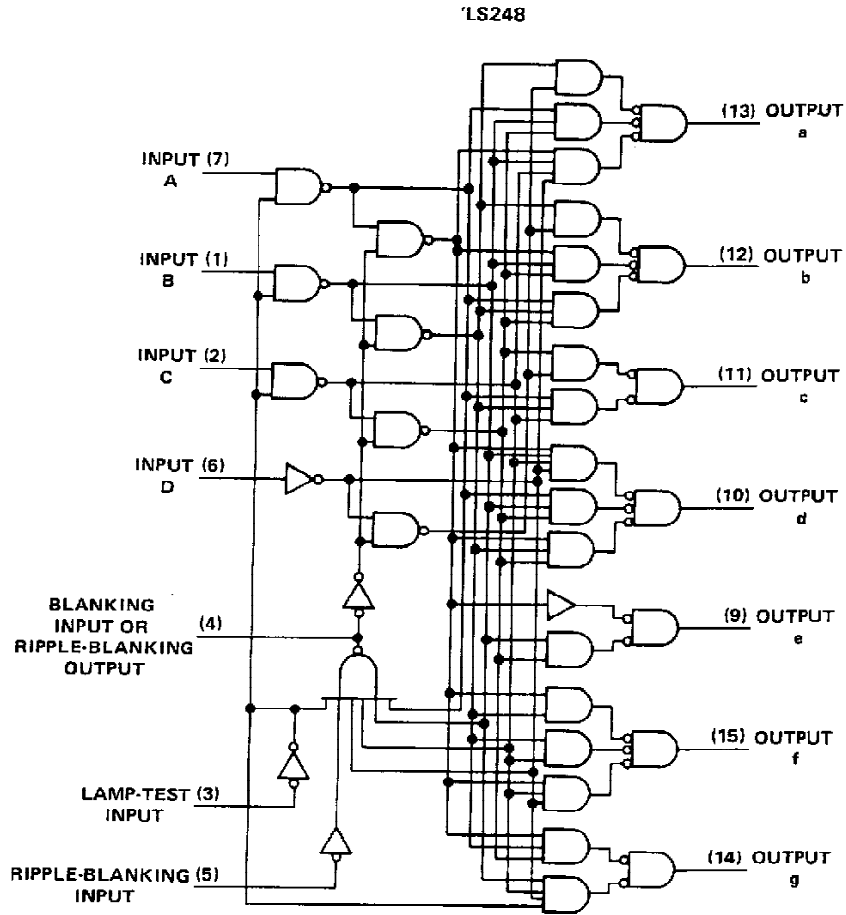 'LS248
INPUT (7)
A
INPUT (1)
B
INPUT (2)
C
INPUT (6)
D
BLANKING
INPUT OR (4)
RIPPLE-BLANKING
OUTPUT
LAMP-TEST (3)
INPUT
RIPPLE-BLANKING (5)
INPUT
(13) OUTPUT
a
(12) OUTPUT
b
(11) OUTPUT
c
(10) OUTPUT
d
(9) OUTPUT
e
(15) OUTPUT
f
(14) OUTPUT
g